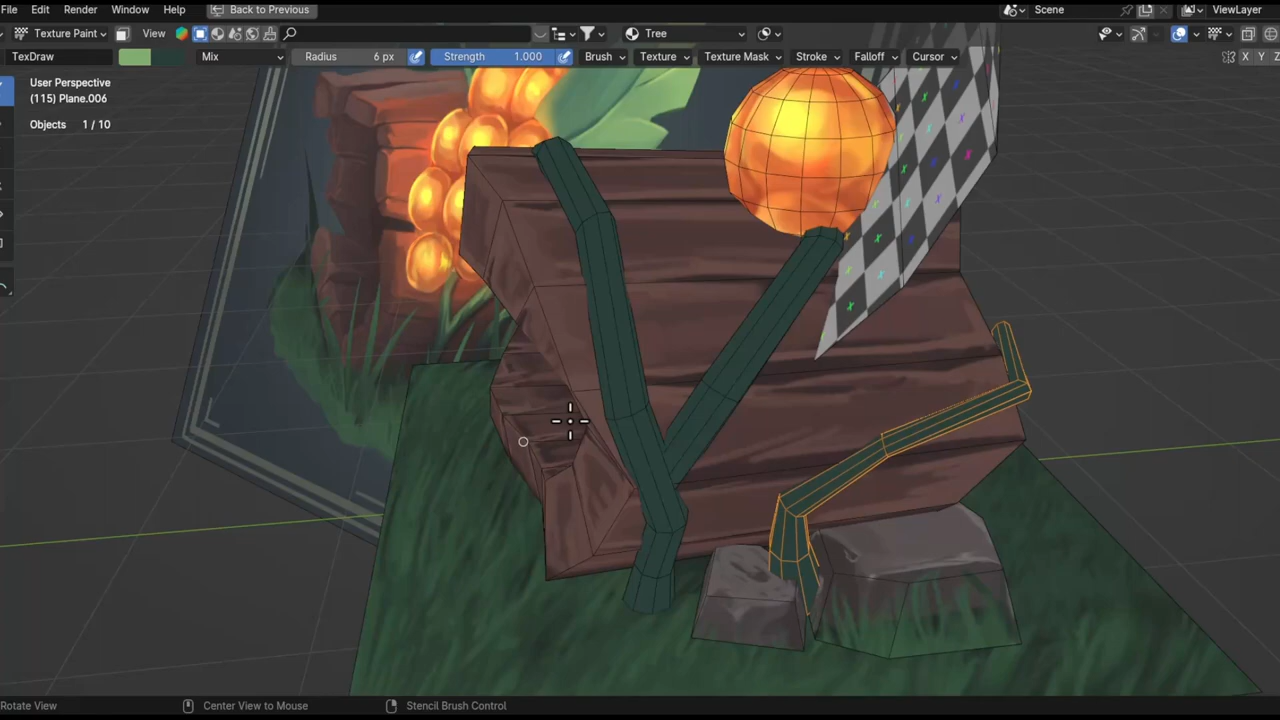 File Edit Render Window Help Back to Previous Scene ViewLayer
Texture Paint View Tree
TexDraw Mix Radius 6 px Strength 1.000 Brush Texture Texture Mask Stroke Falloff Cursor X Y Z
User Perspective
(115) Plane.006
Objects 1 / 10
Rotate View Center View to Mouse Stencil Brush Control